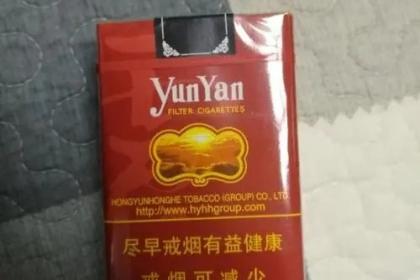 YunYan
FILTER CIGARETTES
HONGYUNHONGHE TOBACCO (GROUP) CO., LTD
http://www.hyhhgroup.com
尽早戒烟有益健康
戒烟可减少